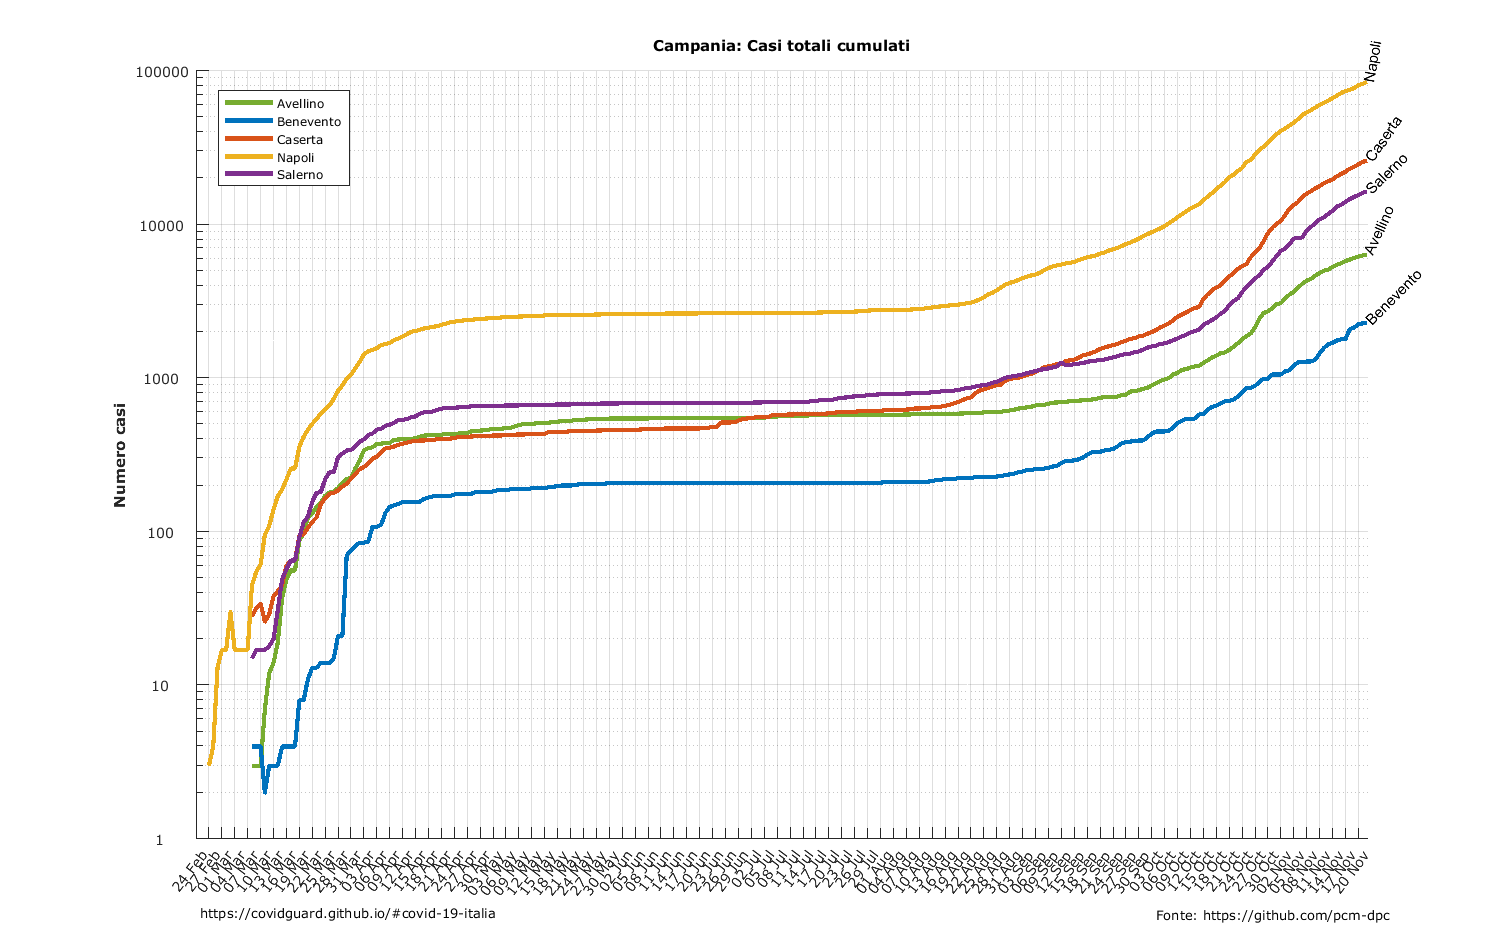 Campania: Casi totali cumulati
Numero casi
100000
10000
1000
100
10
1
Avellino
Benevento
Caserta
Napoli
Salerno
Napoli
Caserta
Salerno
Avellino
Benevento
24 Feb
27 Feb
01 Mar
04 Mar
07 Mar
10 Mar
13 Mar
16 Mar
19 Mar
22 Mar
25 Mar
28 Mar
31 Mar
03 Apr
06 Apr
09 Apr
12 Apr
15 Apr
18 Apr
21 Apr
24 Apr
27 Apr
30 Apr
03 May
06 May
09 May
12 May
15 May
18 May
21 May
24 May
27 May
30 May
02 Jun
05 Jun
08 Jun
11 Jun
14 Jun
17 Jun
20 Jun
23 Jun
26 Jun
29 Jun
02 Jul
05 Jul
08 Jul
11 Jul
14 Jul
17 Jul
20 Jul
23 Jul
26 Jul
29 Jul
01 Aug
04 Aug
07 Aug
10 Aug
13 Aug
16 Aug
19 Aug
22 Aug
25 Aug
28 Aug
31 Aug
03 Sep
06 Sep
09 Sep
12 Sep
15 Sep
18 Sep
21 Sep
24 Sep
27 Sep
30 Sep
03 Oct
06 Oct
09 Oct
12 Oct
15 Oct
18 Oct
21 Oct
24 Oct
27 Oct
30 Oct
02 Nov
05 Nov
08 Nov
11 Nov
14 Nov
17 Nov
20 Nov
https://covidguard.github.io/#covid-19-italia
Fonte: https://github.com/pcm-dpc